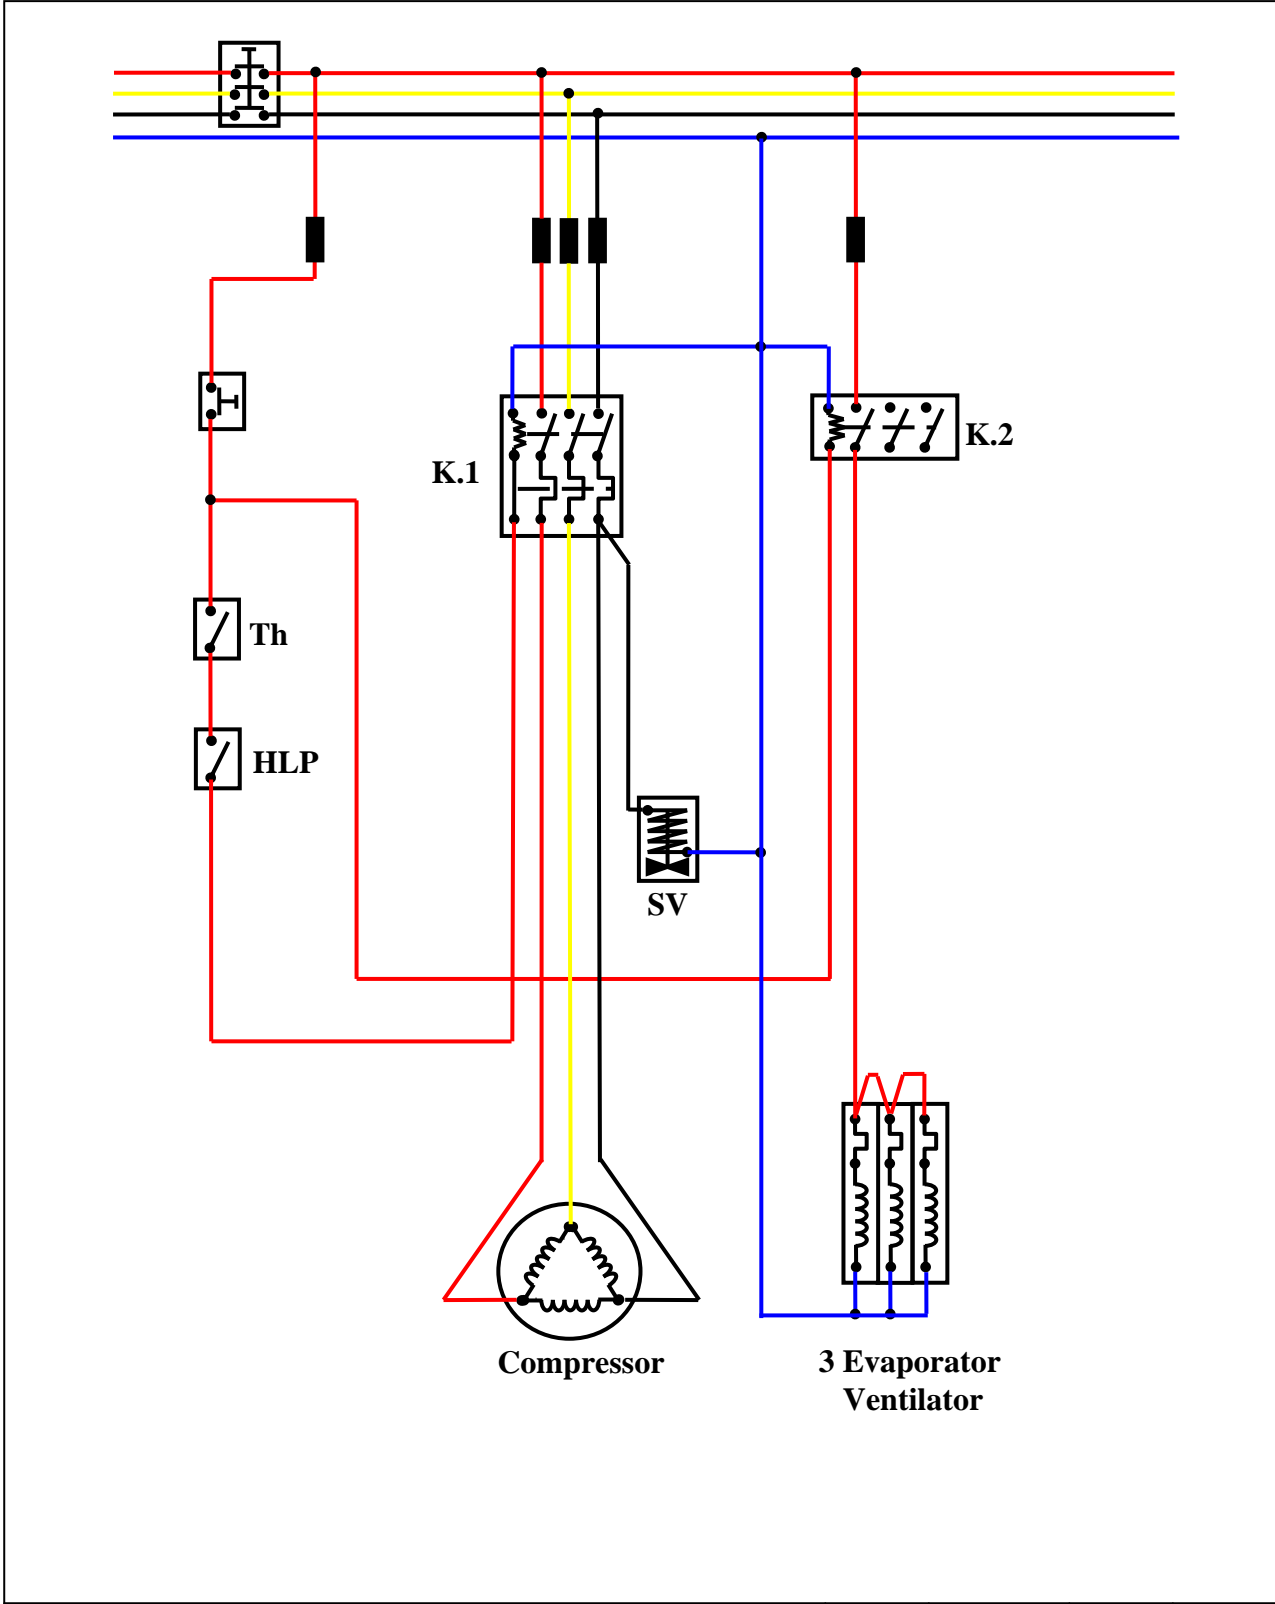 K.2
K.1
Th
HLP
SV
Compressor
3 Evaporator
Ventilator